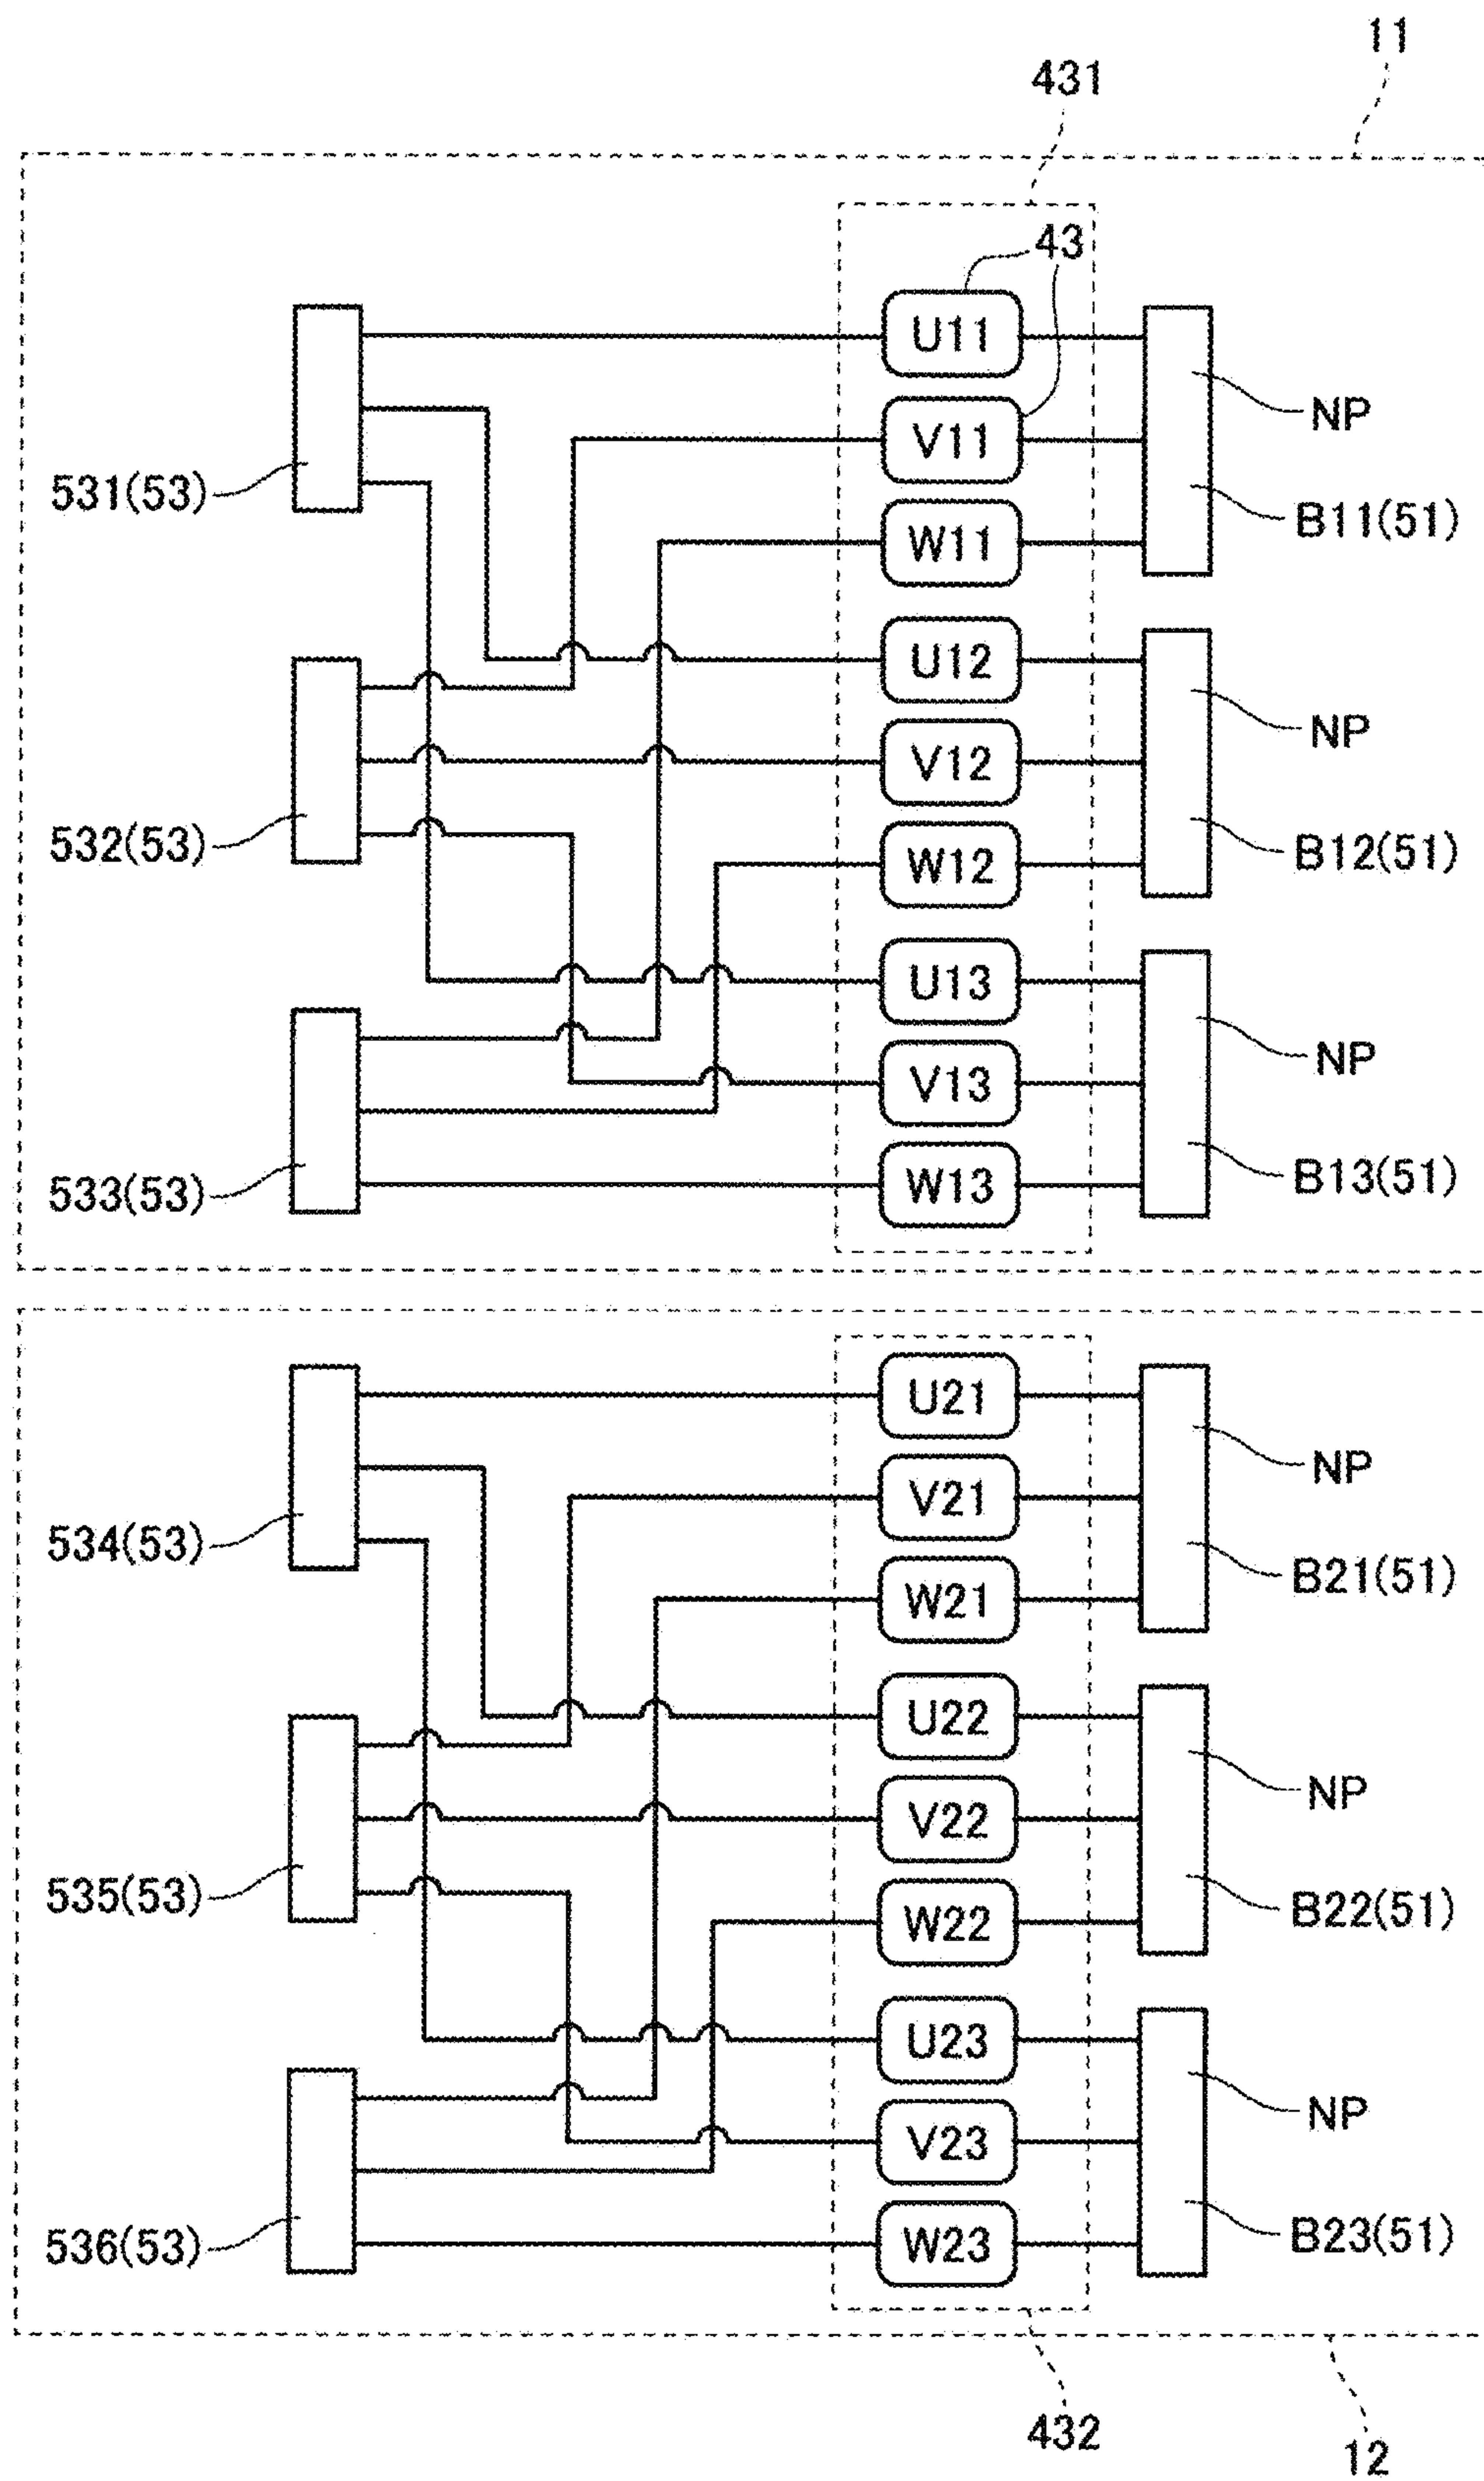 11
431
43
U11
NP
V11
531(53)
B11(51)
W11
U12
NP
V12
532(53)
B12(51)
W12
U13
NP
V13
533(53)
B13(51)
W13
U21
NP
V21
534(53)
B21(51)
W21
U22
NP
V22
535(53)
B22(51)
W22
U23
NP
V23
536(53)
B23(51)
W23
432
12